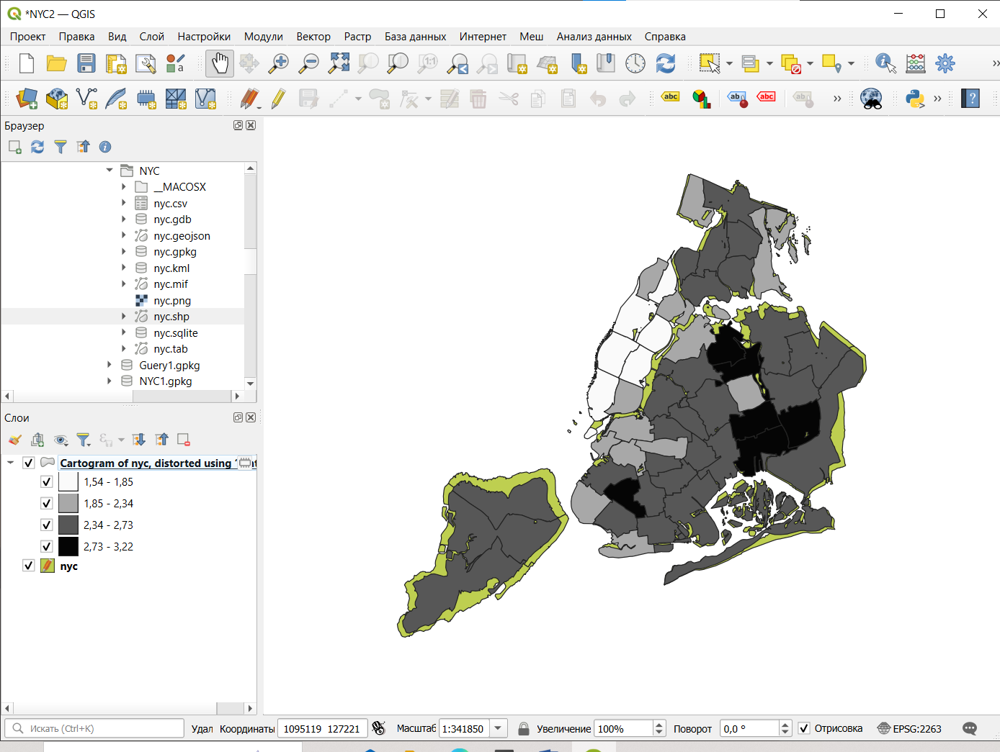 *NYC2 — QGIS
Проект Правка Вид Слой Настройки Модули Вектор Растр База данных Интернет Меш Анализ данных Справка
a
1:1
abc ab abc ab » » ?
Браузер
NYC
__MACOSX
nyc.csv
nyc.gdb
nyc.geojson
nyc.gpkg
nyc.kml
nyc.mif
nyc.png
nyc.shp
nyc.sqlite
nyc.tab
Guery1.gpkg
NYC1.gpkg
Слои
Cartogram of nyc, distorted using
1,54 - 1,85
1,85 - 2,34
2,34 - 2,73
2,73 - 3,22
nyc
Искать (Ctrl+K) Удал Координаты 1095119 127221 Масштаб 1:341850 Увеличение 100% Поворот 0,0 ° Отрисовка EPSG:2263